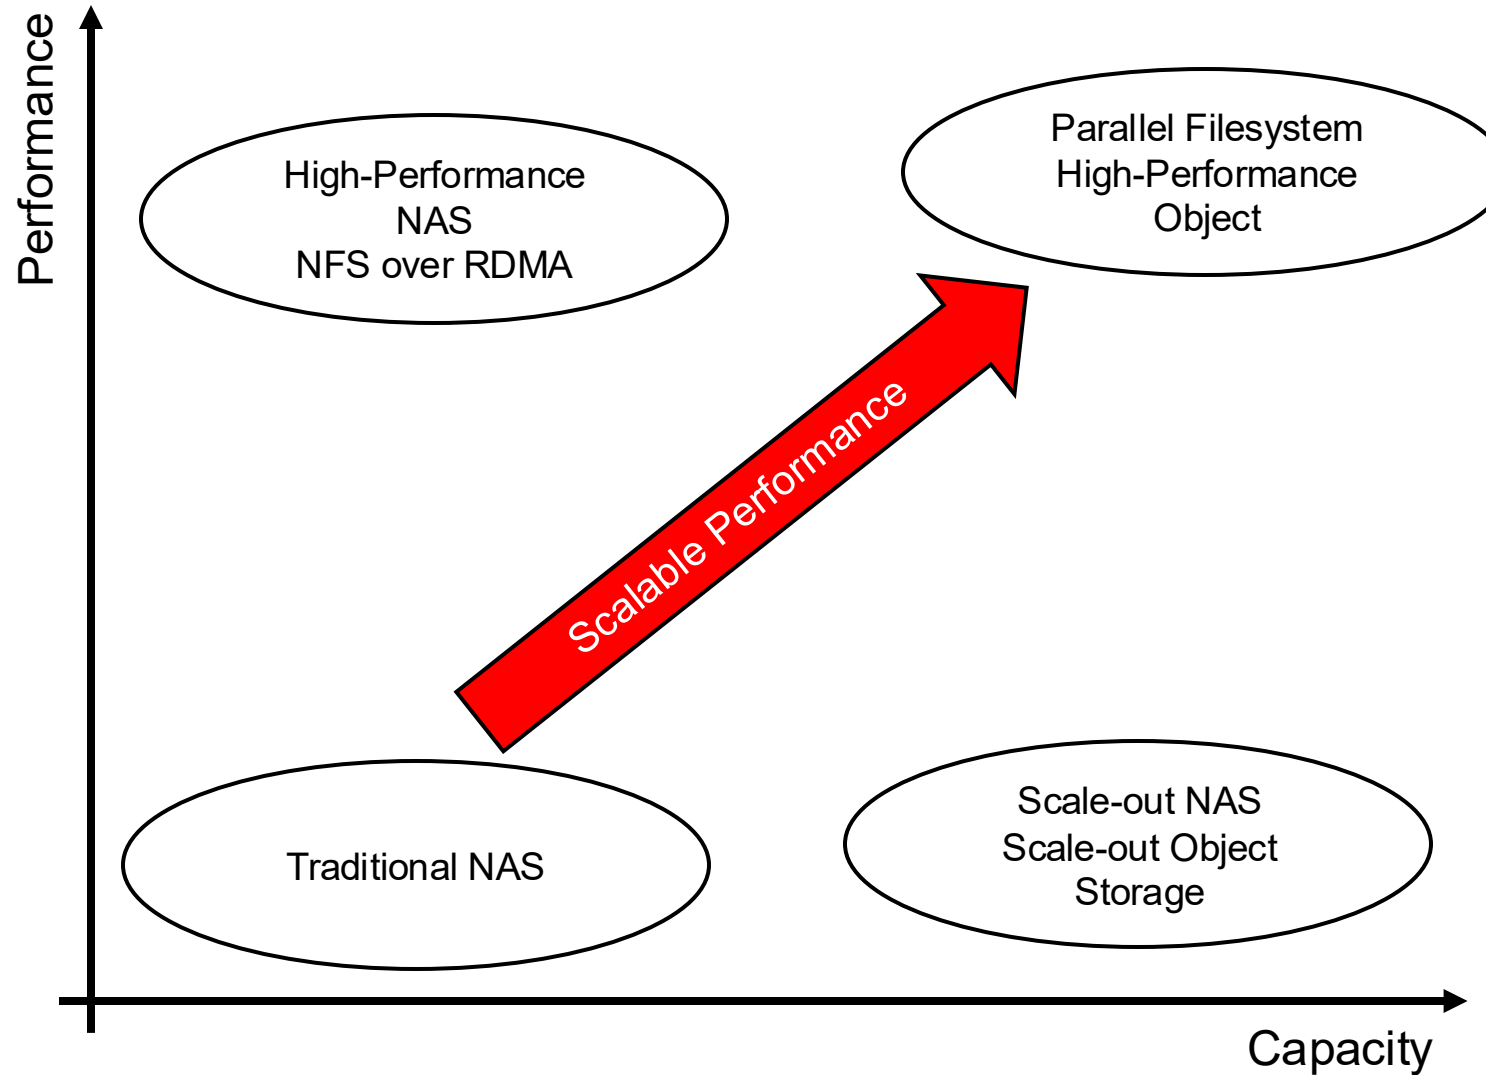 Performance
High-Performance
NAS
NFS over RDMA
Parallel Filesystem
High-Performance
Object
Scalable Performance
Traditional NAS
Scale-out NAS
Scale-out Object
Storage
Capacity